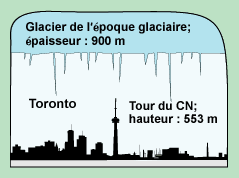 Glacier de l'époque glaciaire;
épaisseur : 900 m
Toronto
Tour du CN;
hauteur : 553 m